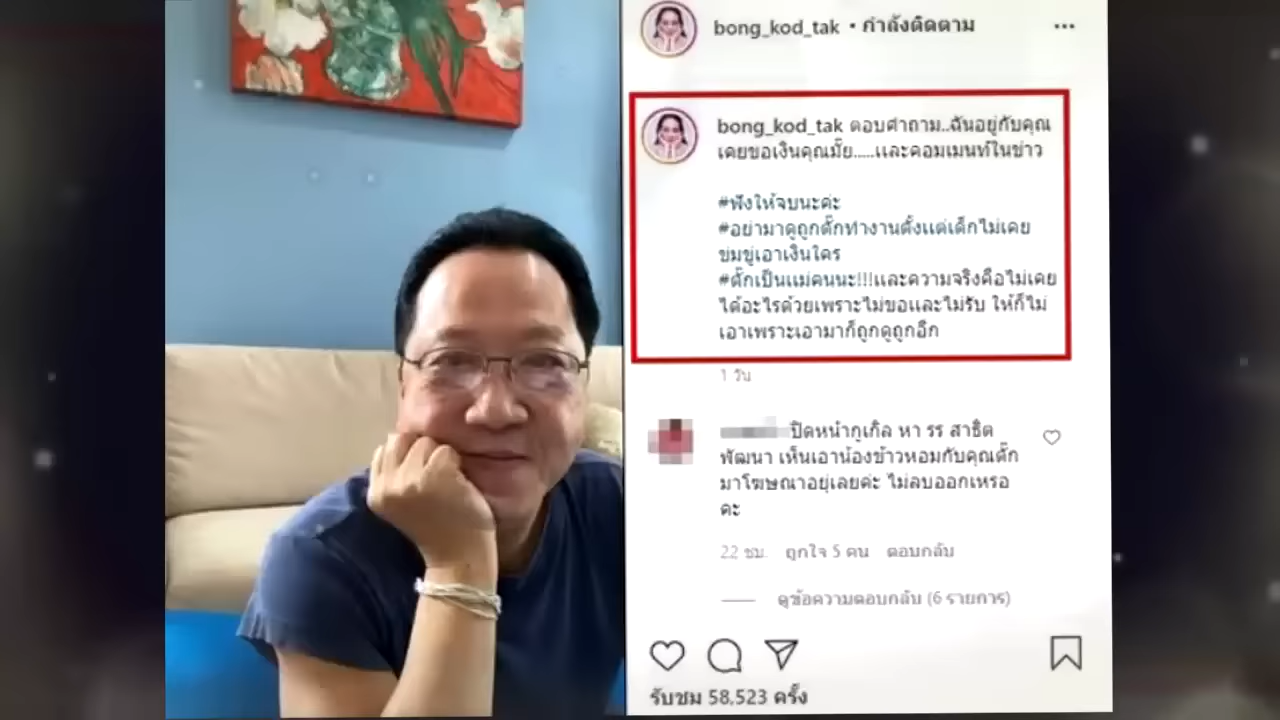 bong_kod_tak • กำลังติดตาม
bong_kod_tak ตอบคำถาม..ฉันอยู่กับคุณ
เคยขอเงินคุณมั๊ย.....และคอมเมนท์ในข่าว
#ฟังให้จบนะค่ะ
#อย่ามาดูถูกตั๊กทำงานตั้งแต่เด็กไม่เคย
ข่มขู่เอาเงินใคร
#ตั๊กเป็นแม่คนนะ!!!และความจริงคือไม่เคย
ได้อะไรด้วยเพราะไม่ขอและไม่รับ ให้ก็ไม่
เอาเพราะเอามาก็ถูกดูถูกอีก
1 วัน
ปิดหน้ากูเกิล หา รร สาธิต
พัฒนา เห็นเอาน้องข้าวหอมกับคุณตั๊ก
มาโฆษณาอยุ่เลยค่ะ ไม่ลบออกเหรอ
คะ
22 ชม. ถูกใจ 5 คน ตอบกลับ
ดูข้อความตอบกลับ (6 รายการ)
รับชม 58,523 ครั้ง